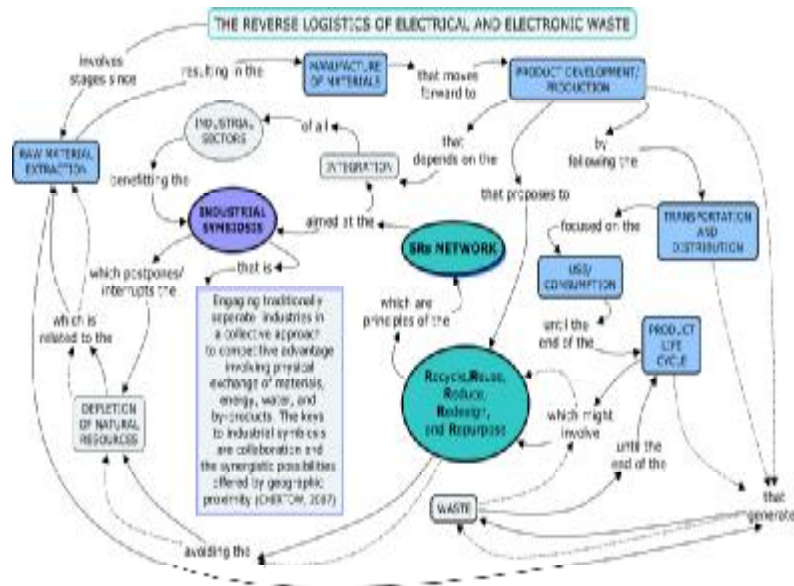 THE REVERSE LOGISTICS OF ELECTRICAL AND ELECTRONIC WASTE
involves
stages since
resulting in the
MANUFACTURE
OF MATERIALS
that moves
forward to
PRODUCT DEVELOPMENT/
PRODUCTION
RAW MATERIAL
EXTRACTION
INDUSTRIAL
SECTORS
of all
INTEGRATION
that
depends on the
by
following the
benefitting the
that proposes to
INDUSTRIAL
SYMBIOSIS
aimed at the
5Rs NETWORK
focused on the
TRANSPORTATION
AND
DISTRIBUTION
which postpones/
interrupts the
that is
USE/
CONSUMPTION
which are
principles of the
until the
end of the
PRODUCT
LIFE
CYCLE
which is
related to the
Engaging traditionally
seperate industries in
a collective approach
to competitive advantage
involving physical
exchange of materials,
energy, water, and
by-products. The keys
to industrial symbiosis
are collaboration and
the synergistic possibilities
offered by geographic
proximity (CHERTOW, 2007)
Recycle,Reuse,
Reduce,
Redesign,
and Repurpose
which might
involve
DEPLETION
OF NATURAL
RESOURCES
until the
end of the
WASTE
that
generate
avoiding the